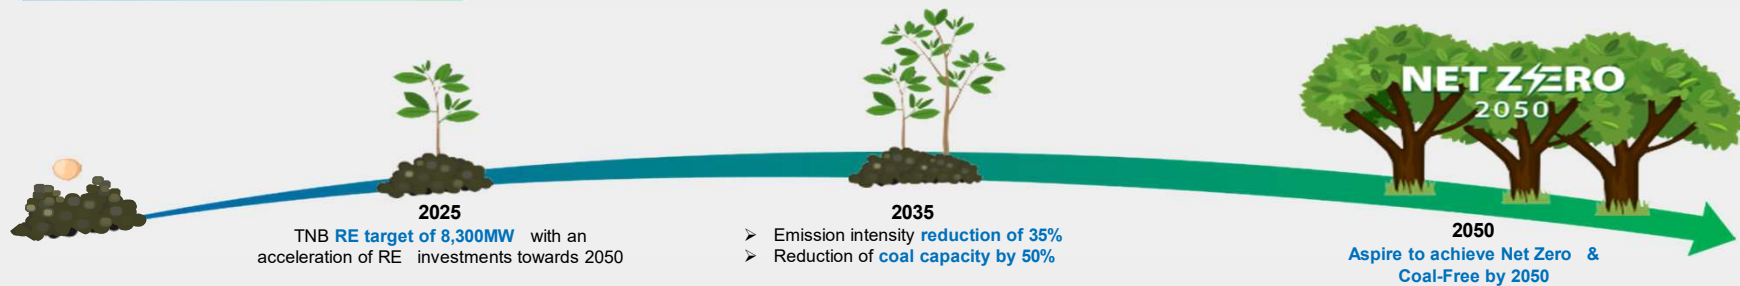 NET ZERO
2050
2025
TNB RE target of 8,300MW with an
acceleration of RE investments towards 2050
2035
➢ Emission intensity reduction of 35%
➢ Reduction of coal capacity by 50%
2050
Aspire to achieve Net Zero &
Coal-Free by 2050